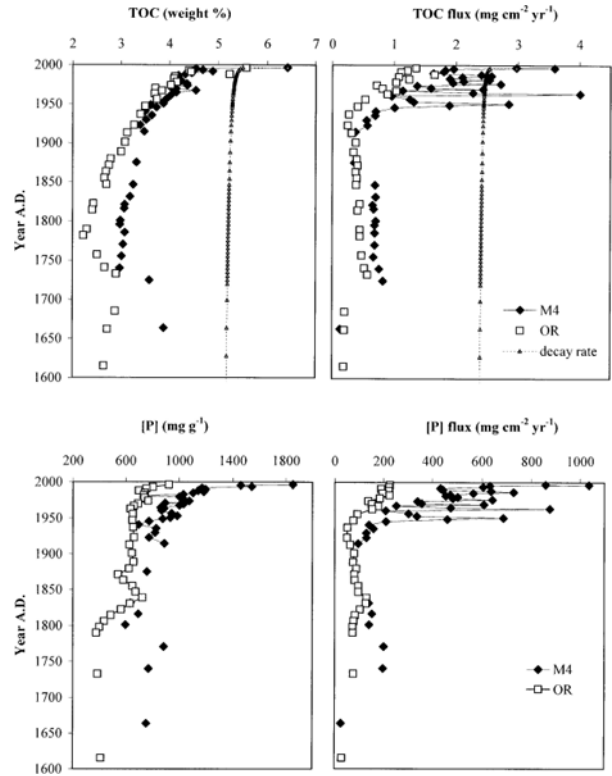 TOC (weight %)
TOC flux (mg cm⁻² yr⁻¹)
2 3 4 5 6 7
0 1 2 3 4
2000
1950
1900
1850
1800
1750
1700
1650
1600
Year A.D.
M4
OR
decay rate
[P] (mg g⁻¹)
[P] flux (mg cm⁻² yr⁻¹)
200 600 1000 1400 1800
0 200 400 600 800 1000
2000
1950
1900
1850
1800
1750
1700
1650
1600
Year A.D.
M4
OR